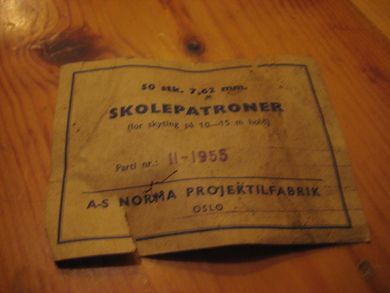 50 stk. 7,62 mm.
SKOLEPATRONER
(for skyting på 10—15 m hold)
Parti nr.: 11-1955
A-S NORMA PROJEKTILFABRIK
OSLO